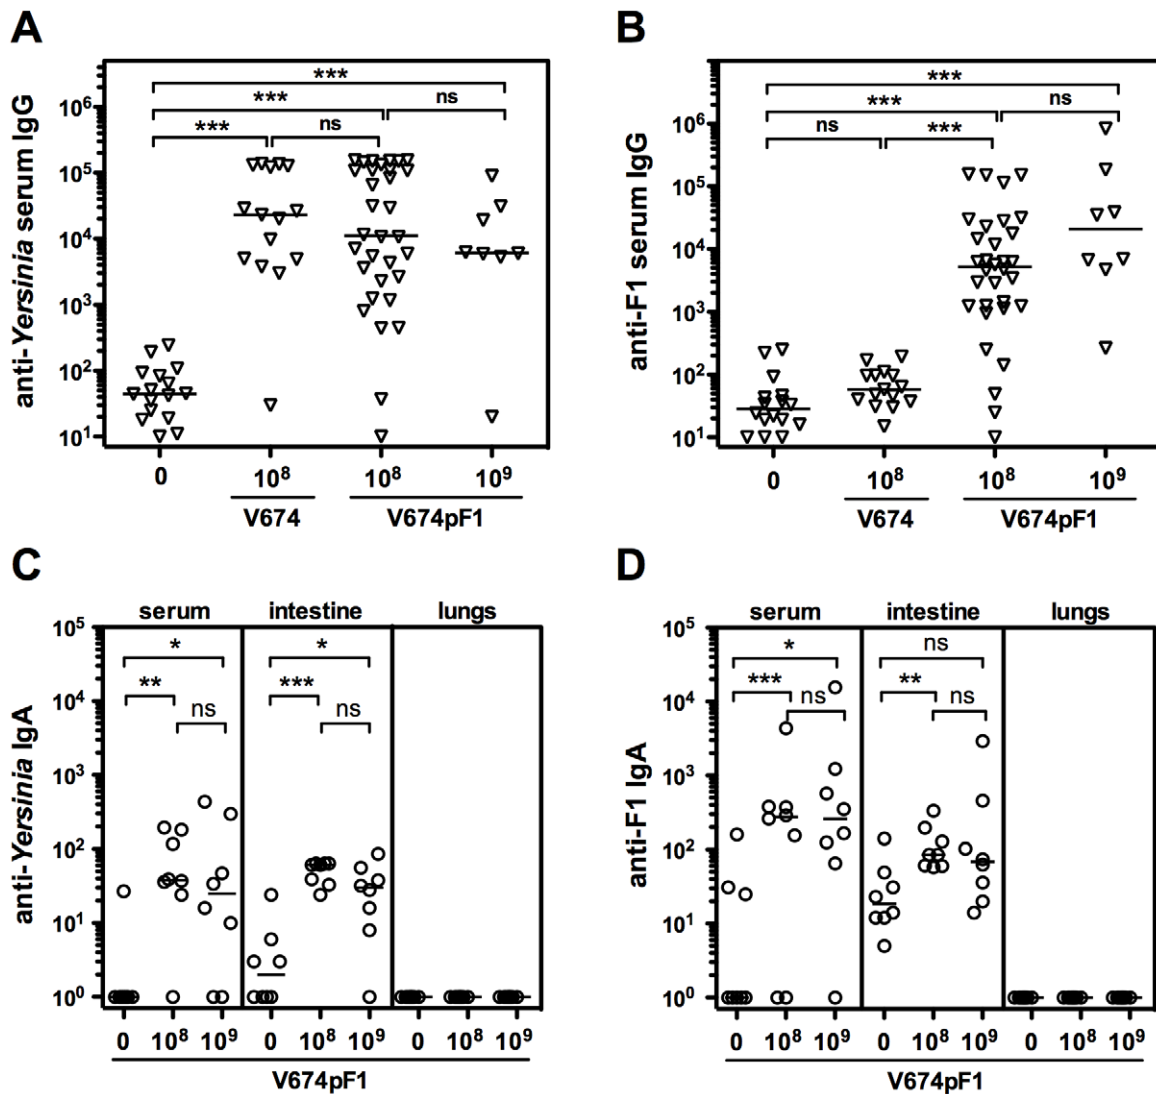 A
B
anti-Yersinia serum IgG
10⁶
10⁵
10⁴
10³
10²
10¹
***
***
ns
***
ns
0
10⁸
10⁸
10⁹
V674
V674pF1
anti-F1 serum IgG
10⁶
10⁵
10⁴
10³
10²
10¹
***
***
ns
ns
***
0
10⁸
10⁸
10⁹
V674
V674pF1
C
D
serum
intestine
lungs
anti-Yersinia IgA
10⁵
10⁴
10³
10²
10¹
10⁰
*
**
ns
*
***
ns
0
10⁸
10⁹
0
10⁸
10⁹
0
10⁸
10⁹
V674pF1
serum
intestine
lungs
anti-F1 IgA
10⁵
10⁴
10³
10²
10¹
10⁰
*
***
ns
ns
**
ns
0
10⁸
10⁹
0
10⁸
10⁹
0
10⁸
10⁹
V674pF1